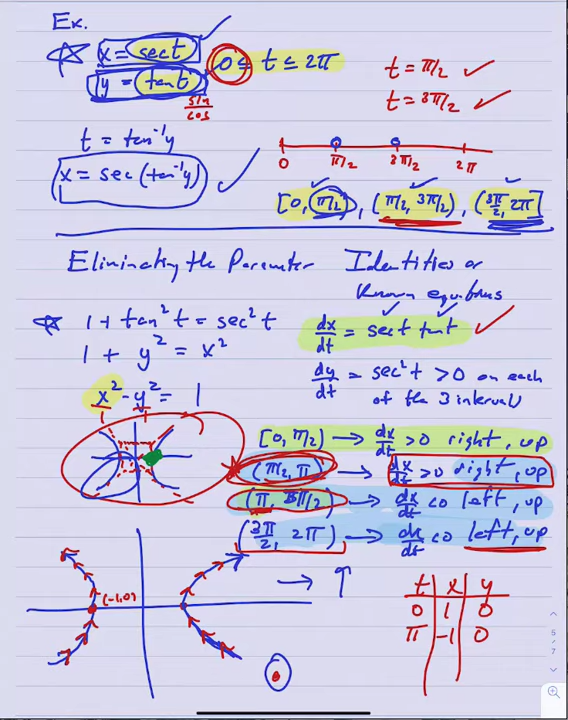 Ex.
x = sec t
y = tan t
0 ≤ t ≤ 2π
sin
cos
t = π/2 ✓
t = 3π/2 ✓
t = tan⁻¹y
x = sec(tan⁻¹y)
0 π/2 3π/2 2π
[0, π/2), (π/2, 3π/2), (3π/2, 2π]
Eliminating the Parameter Identities or
Known equations
1 + tan²t = sec²t
1 + y² = x²
x² - y² = 1
1 1
dx/dt = sec t tan t
dy/dt = sec²t > 0 on each
of the 3 intervals
[0, π/2) → dx/dt > 0 right, up
(π/2, π) → dx/dt > 0 right, up
(π, 3π/2) → dx/dt < 0 left, up
(3π/2, 2π) → dx/dt < 0 left, up
(-1,0)
→ ↑
t x y
0 1 0
π -1 0
5
7